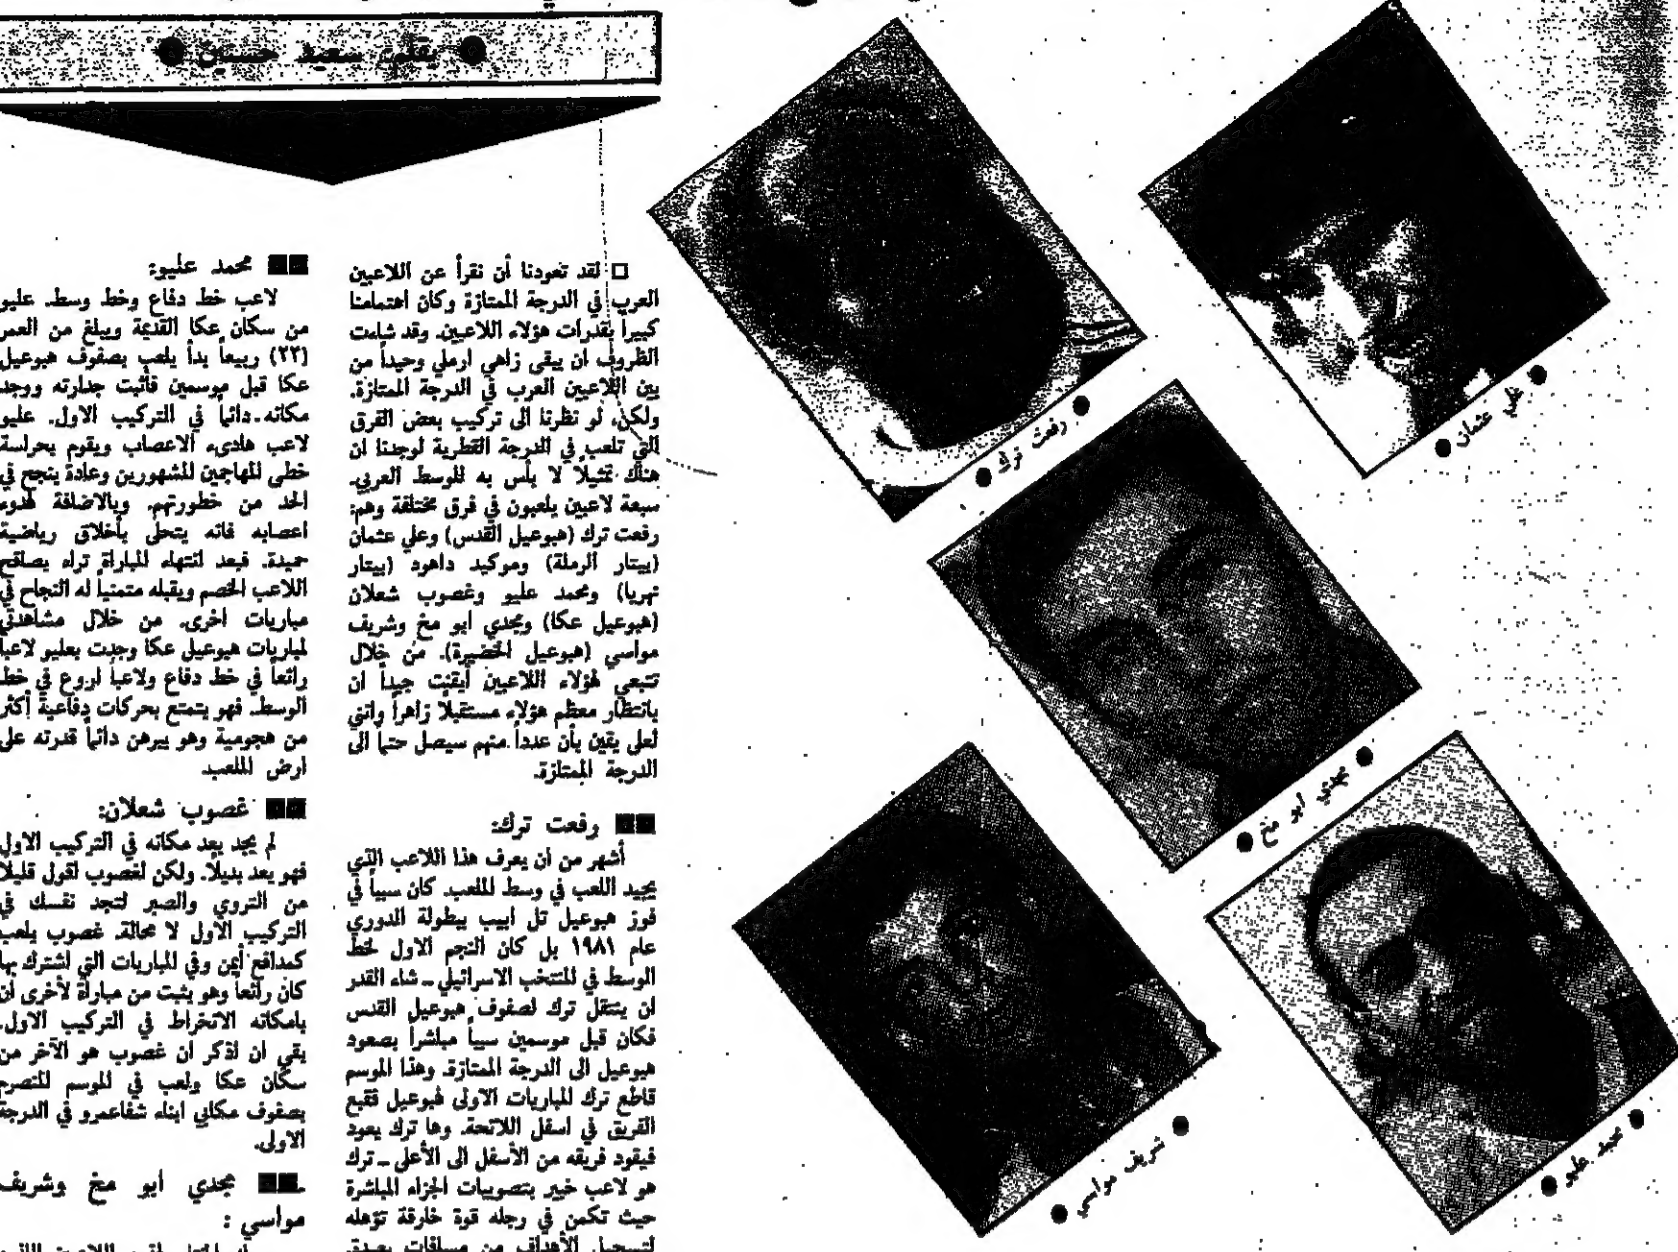 ● بقلم: سعيد حسين ●
□ لقد تعودنا أن نقرأ عن اللاعبين
العرب في الدرجة الممتازة وكان اهتمامنا
كبيراً بقدرات هؤلاء اللاعبين. وقد شاءت
الظروف ان يبقى زاهي ارملي وحيداً من
بين اللاعبين العرب في الدرجة الممتازة.
ولكن، لو نظرنا الى تركيب بعض الفرق
التي تلعب في الدرجة القطرية لوجدنا ان
هناك تمثيلاً لا بأس به للوسط العربي.
سبعة لاعبين يلعبون في فرق مختلفة وهم:
رفعت ترك (هبوعيل القدس) وعلي عثمان
(بيتار الرملة) وموكيد داهود (بيتار
نهريا) ومحمد عليو وغصوب شعلان
(هبوعيل عكا) ومجدي ابو مخ وشريف
مواسي (هبوعيل الخضيرة). من خلال
تتبعي لهؤلاء اللاعبين أيقنت جيداً ان
بانتظار معظم هؤلاء مستقبلا زاهراً وانني
لعلى يقين بأن عدداً منهم سيصل حتما الى
الدرجة الممتازة.
■■ رفعت ترك:
أشهر من ان يعرف هذا اللاعب الذي
يجيد اللعب في وسط الملعب. كان سبباً في
فوز هبوعيل تل ابيب ببطولة الدوري
عام ١٩٨١ بل كان النجم الاول لخط
الوسط في المنتخب الاسرائيلي ـ شاء القدر
ان ينتقل ترك لصفوف هبوعيل القدس
فكان قبل موسمين سبباً مباشراً بصعود
هبوعيل الى الدرجة الممتازة. وهذا الموسم
قاطع ترك المباريات الاولى لهبوعيل فقبع
الفريق في اسفل اللائحة. وها ترك يعود
فيقود فريقه من الأسفل الى الأعلى ـ ترك
هو لاعب خبير بتصويبات الجزاء المباشرة
حيث تكمن في رجله قوة خارقة تؤهله
لتسجيل الأهداف من مسافات بعيدة.
■■ محمد عليو:
لاعب خط دفاع وخط وسط. عليو
من سكان عكا القديمة ويبلغ من العمر
(٢٢) ربيعاً بدأ يلعب بصفوف هبوعيل
عكا قبل موسمين فأثبت جدارته ووجد
مكانه دائما في التركيب الاول. عليو
لاعب هادىء الاعصاب ويقوم بحراسة
خطى المهاجمين المشهورين وعادة ينجح في
الحد من خطورتهم. وبالاضافة لهدوء
اعصابه فانه يتحلى بأخلاق رياضية
حميدة. فبعد انتهاء المباراة تراه يصافح
اللاعب الخصم ويقبله متمنياً له النجاح في
مباريات اخرى. من خلال مشاهدتي
لمباريات هبوعيل عكا وجدت بعليو لاعبا
رائعاً في خط دفاع ولاعباً اروع في خط
الوسط. فهو يتمتع بحركات دفاعية أكثر
من هجومية وهو يبرهن دائما قدرته على
ارض الملعب.
■■ غصوب شعلان:
لم يجد بعد مكانه في التركيب الاول
فهو يعد بديلا. ولكن لغصوب اقول قليلا
من التروي والصبر لتجد نفسك في
التركيب الاول لا محالة. غصوب يلعب
كمدافع أيمن وفي المباريات التي اشترك بها
كان رائعاً وهو يثبت من مباراة لأخرى ان
بامكانه الانخراط في التركيب الاول.
بقي ان اذكر ان غصوب هو الآخر من
سكان عكا ولعب في الموسم المنصرم
بصفوف مكابي ابناء شفاعمرو في الدرجة
الاولى.
■■ مجدي ابو مخ وشريف
مواسي :
● رفعت ترك ●
● علي عثمان ●
● مجدي ابو مخ ●
● شريف مواسي ●
● محمد عليو ●